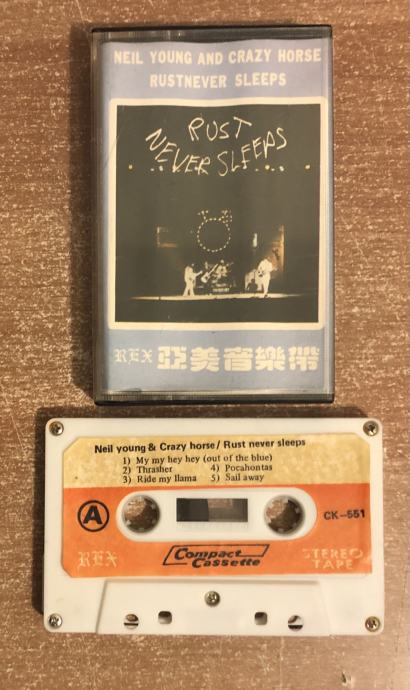 NEIL YOUNG AND CRAZY HORSE
RUSTNEVER SLEEPS
RUST
NEVER SLEEPS
REX 亞美音樂帶
Neil young & Crazy horse/ Rust never sleeps
1) My my hey hey (out of the blue)
2) Thrasher 4) Pocahontas
3) Ride my llama 5) Sail away
A
CK-551
REX
Compact
Cassette
STEREO
TAPE